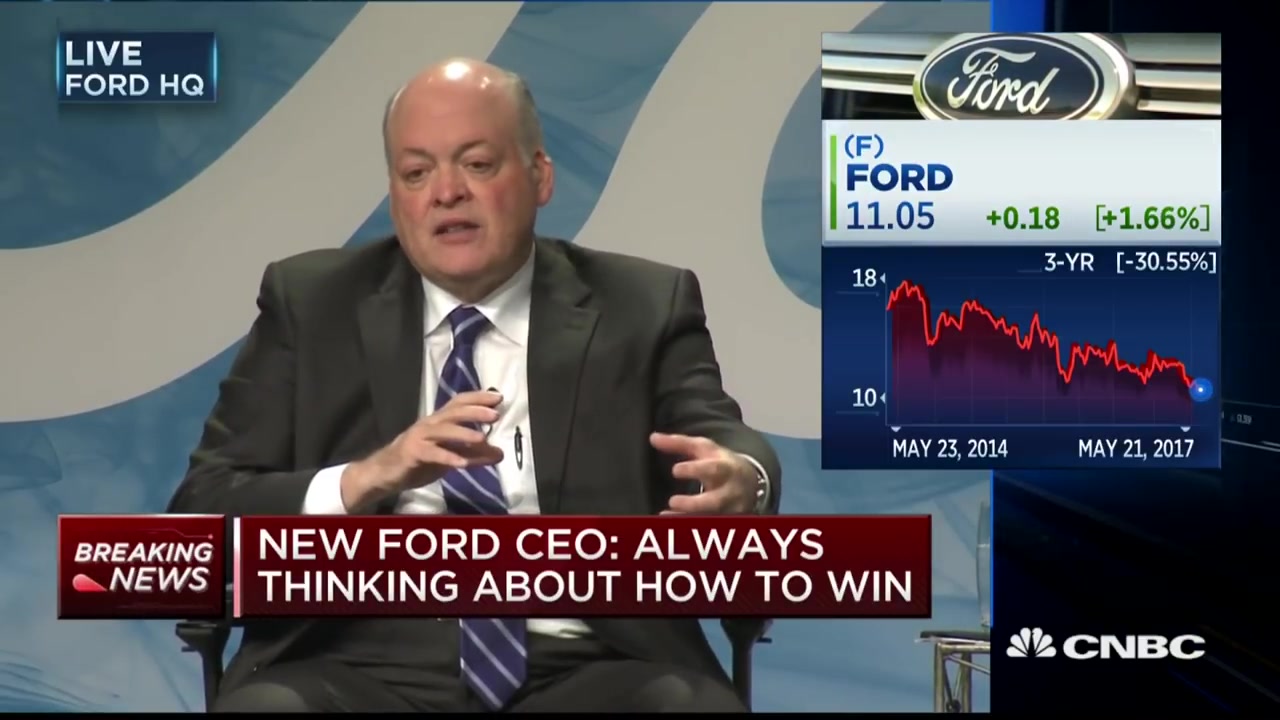 LIVE
FORD HQ
Ford
(F)
FORD
11.05 +0.18 [+1.66%]
3-YR [-30.55%]
18
10
MAY 23, 2014 MAY 21, 2017
BREAKING
NEWS
NEW FORD CEO: ALWAYS
THINKING ABOUT HOW TO WIN
CNBC